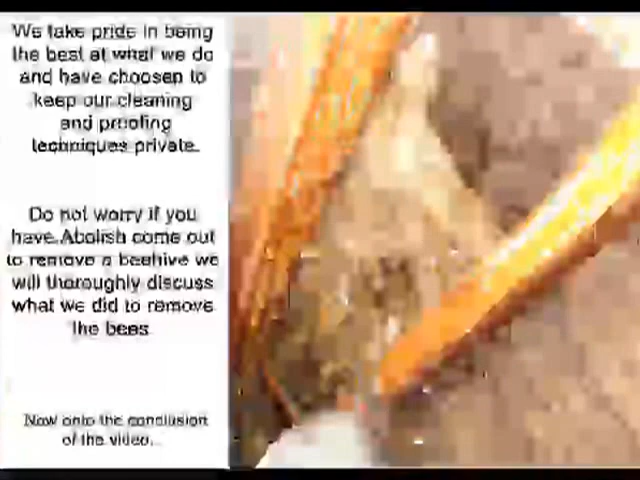 We take pride in being
the best at what we do
and have choosen to
keep our cleaning
and proofing
techniques private.
Do not worry if you
have Abolish come out
to remove a beehive we
will thoroughly discuss
what we did to remove
the bees
Now onto the conclusion
of the video...